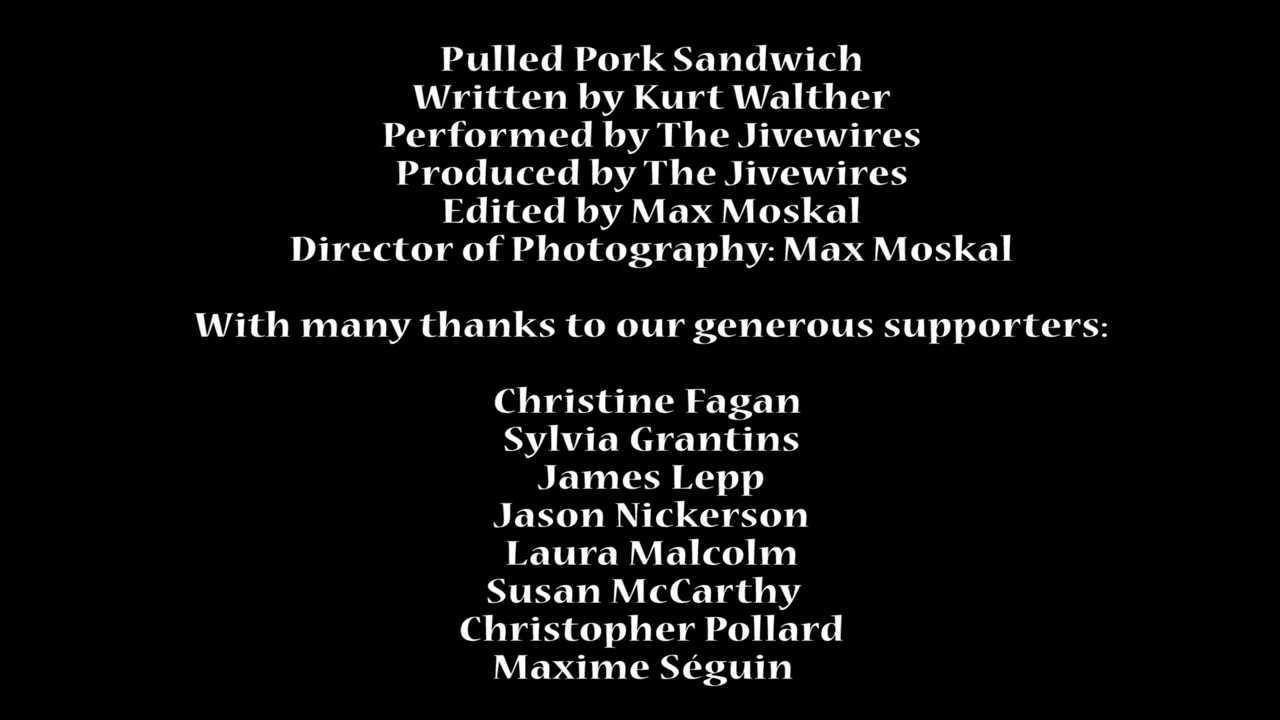 Pulled Pork Sandwich
Written by Kurt Walther
Performed by The Jivewires
Produced by The Jivewires
Edited by Max Moskal
Director of Photography: Max Moskal
With many thanks to our generous supporters:
Christine Fagan
Sylvia Grantins
James Lepp
Jason Nickerson
Laura Malcolm
Susan McCarthy
Christopher Pollard
Maxime Séguin